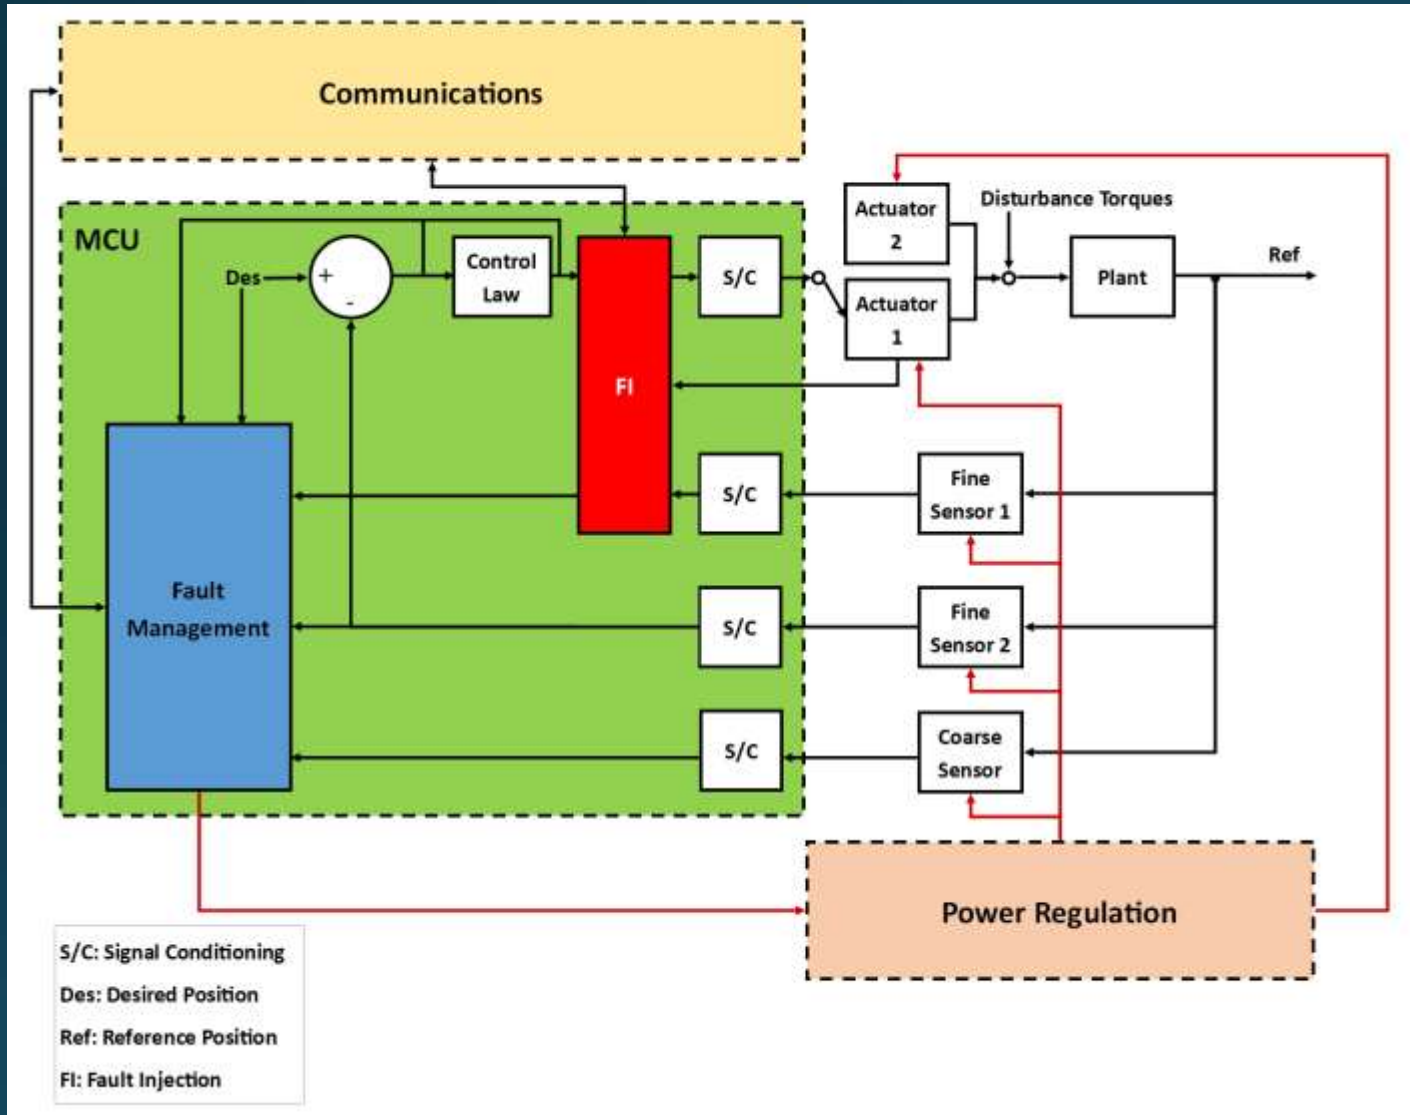 Communications
MCU
Des
+
-
Control
Law
FI
S/C
Actuator
2
Actuator
1
Disturbance Torques
Plant
Ref
S/C
Fine
Sensor 1
Fault
Management
S/C
Fine
Sensor 2
S/C
Coarse
Sensor
Power Regulation
S/C: Signal Conditioning
Des: Desired Position
Ref: Reference Position
FI: Fault Injection